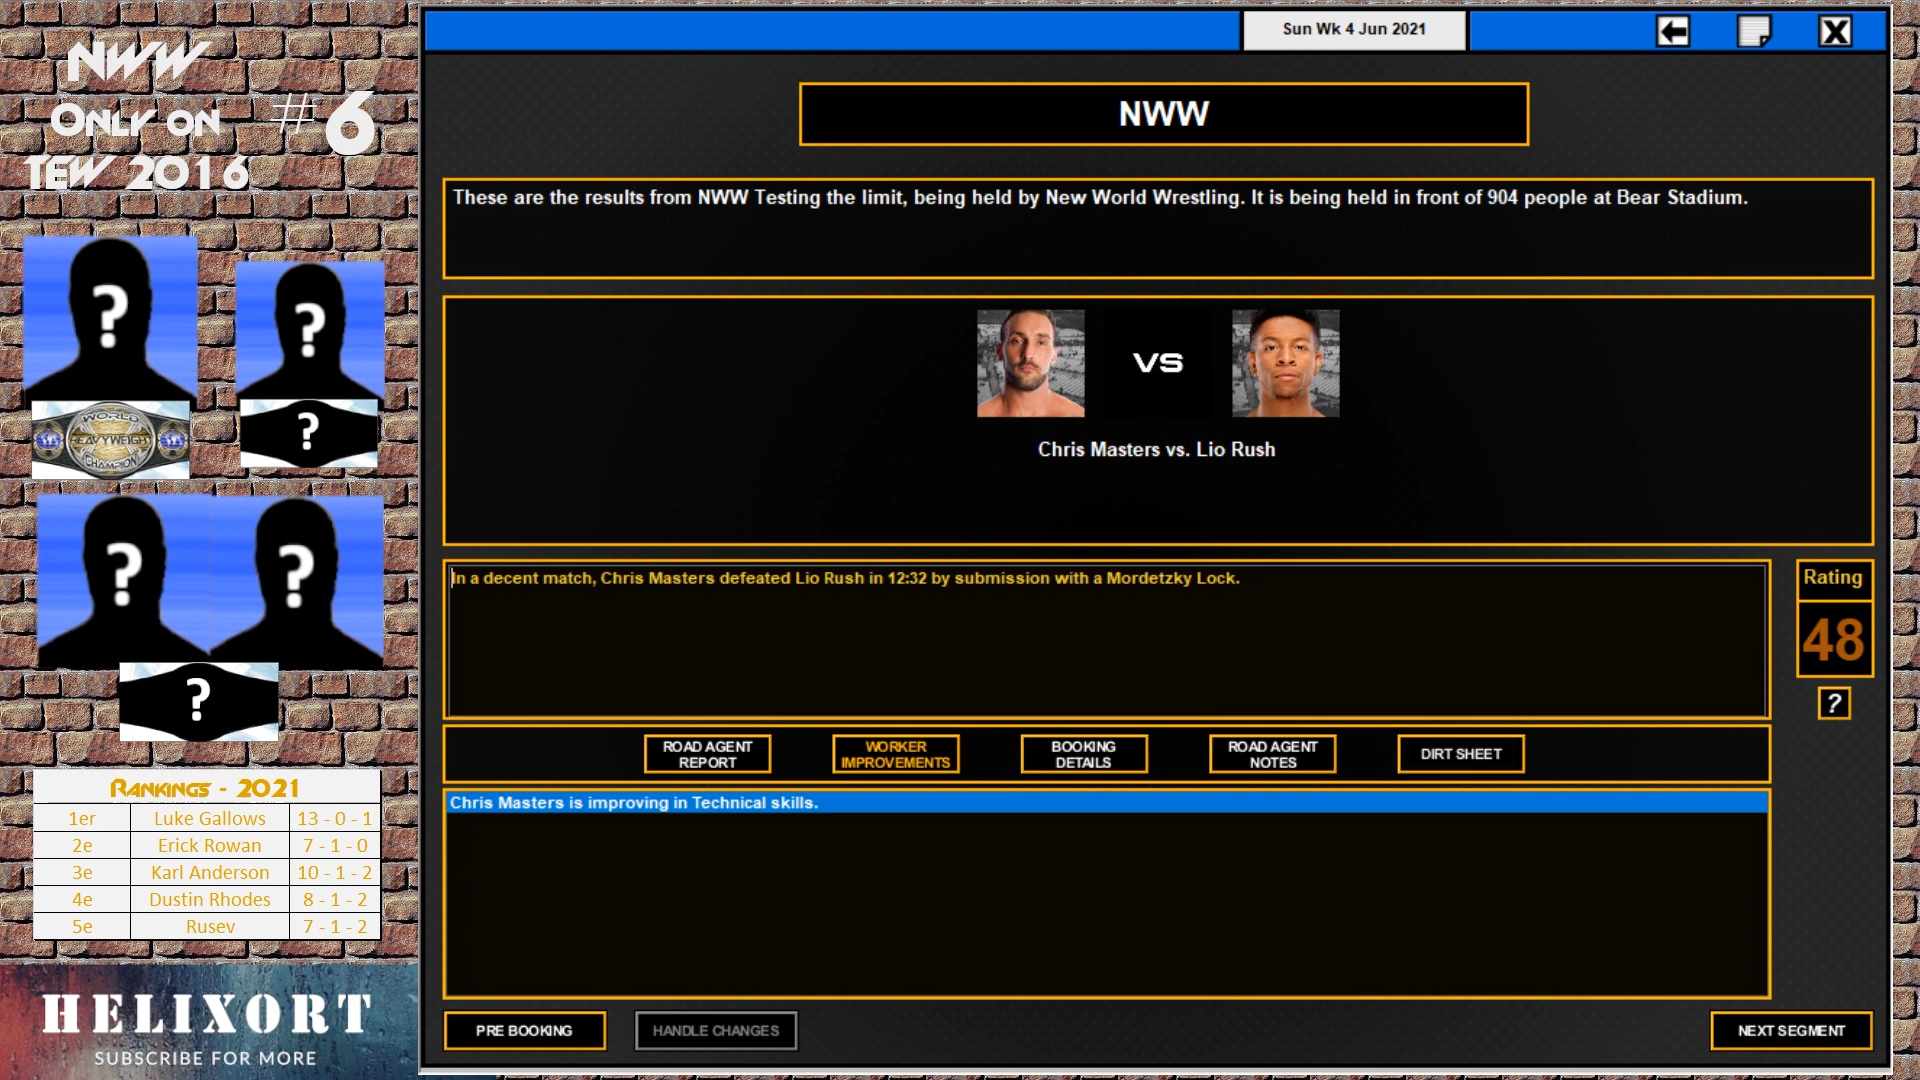 NWW
Only on
TEW 2016
#6
?
?
WORLD
HEAVYWEIGHT
CHAMPION
?
?
?
?
Rankings - 2021
1er Luke Gallows 13 - 0 - 1
2e Erick Rowan 7 - 1 - 0
3e Karl Anderson 10 - 1 - 2
4e Dustin Rhodes 8 - 1 - 2
5e Rusev 7 - 1 - 2
HELIXORT
SUBSCRIBE FOR MORE
Sun Wk 4 Jun 2021
X
NWW
These are the results from NWW Testing the limit, being held by New World Wrestling. It is being held in front of 904 people at Bear Stadium.
VS
Chris Masters vs. Lio Rush
In a decent match, Chris Masters defeated Lio Rush in 12:32 by submission with a Mordetzky Lock.
Rating
48
?
ROAD AGENT
REPORT
WORKER
IMPROVEMENTS
BOOKING
DETAILS
ROAD AGENT
NOTES
DIRT SHEET
Chris Masters is improving in Technical skills.
PRE BOOKING
HANDLE CHANGES
NEXT SEGMENT